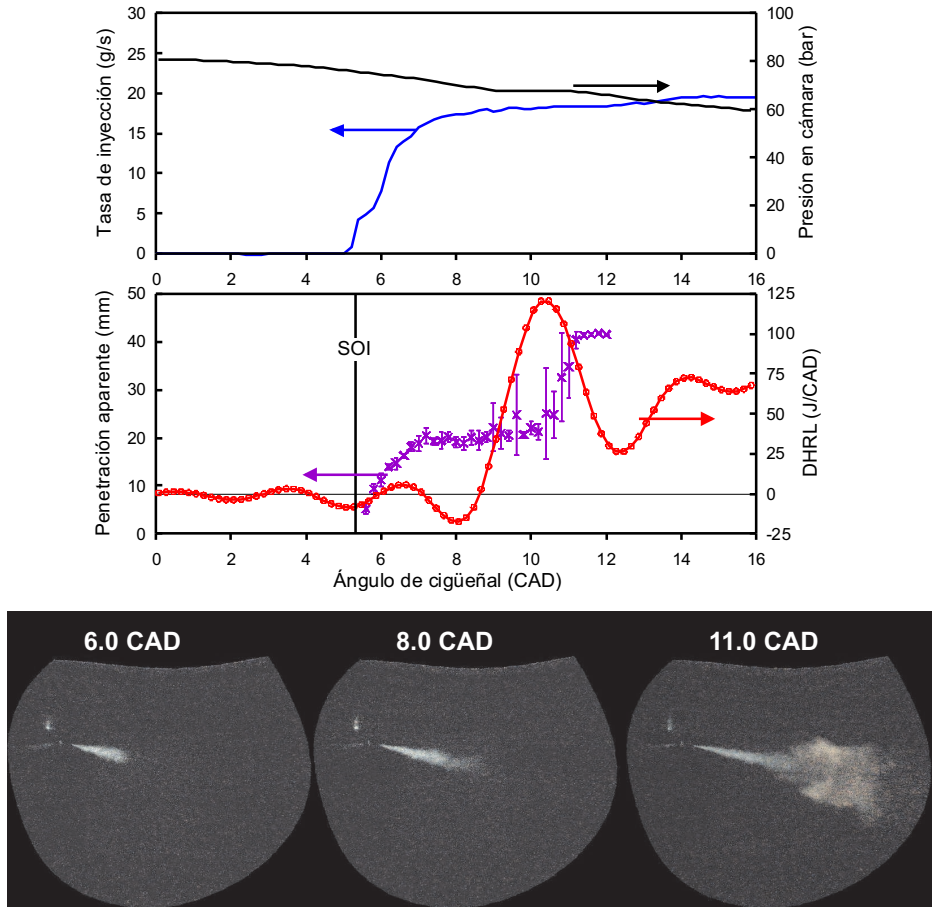 30
25
20
15
10
5
0
Tasa de inyección (g/s)
100
80
60
40
20
0
Presión en cámara (bar)
0 2 4 6 8 10 12 14 16
50
40
30
20
10
0
Penetración aparente (mm)
SOI
125
100
75
50
25
0
-25
DHRL (J/CAD)
0 2 4 6 8 10 12 14 16
Ángulo de cigüeñal (CAD)
6.0 CAD
8.0 CAD
11.0 CAD